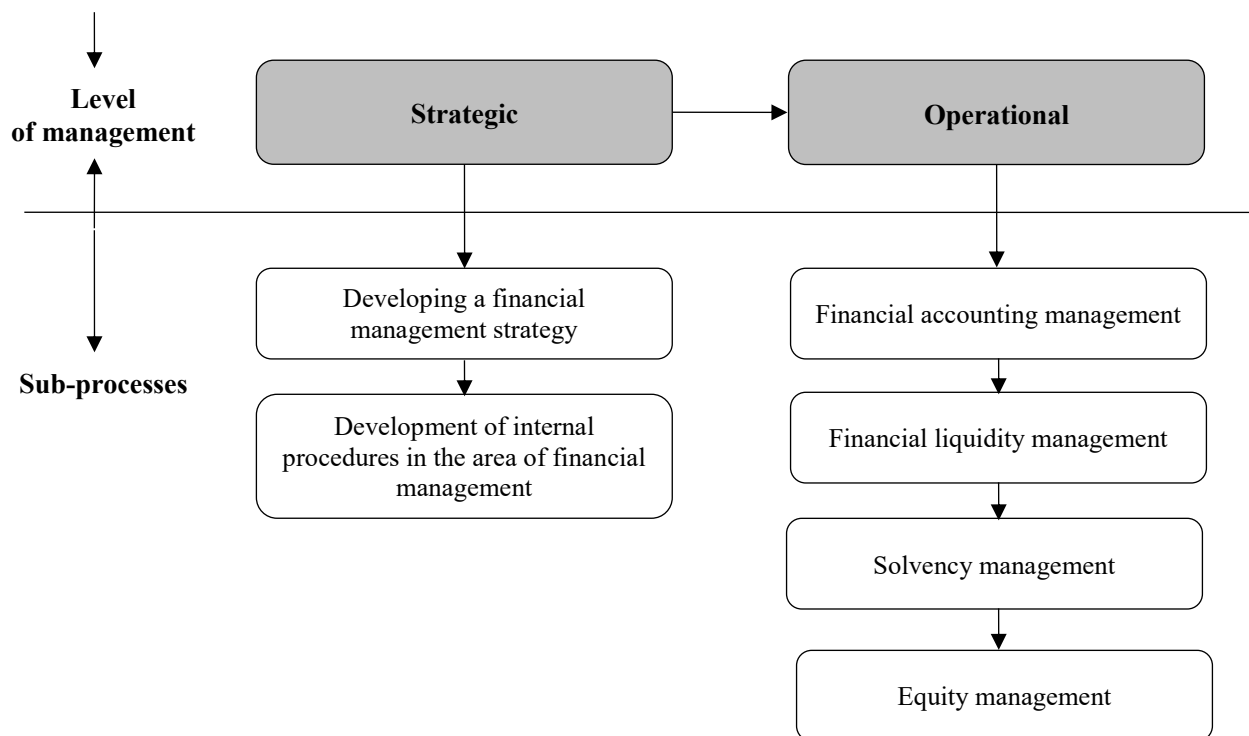 Level
of management
Strategic
Operational
Sub-processes
Developing a financial
management strategy
Development of internal
procedures in the area of financial
management
Financial accounting management
Financial liquidity management
Solvency management
Equity management